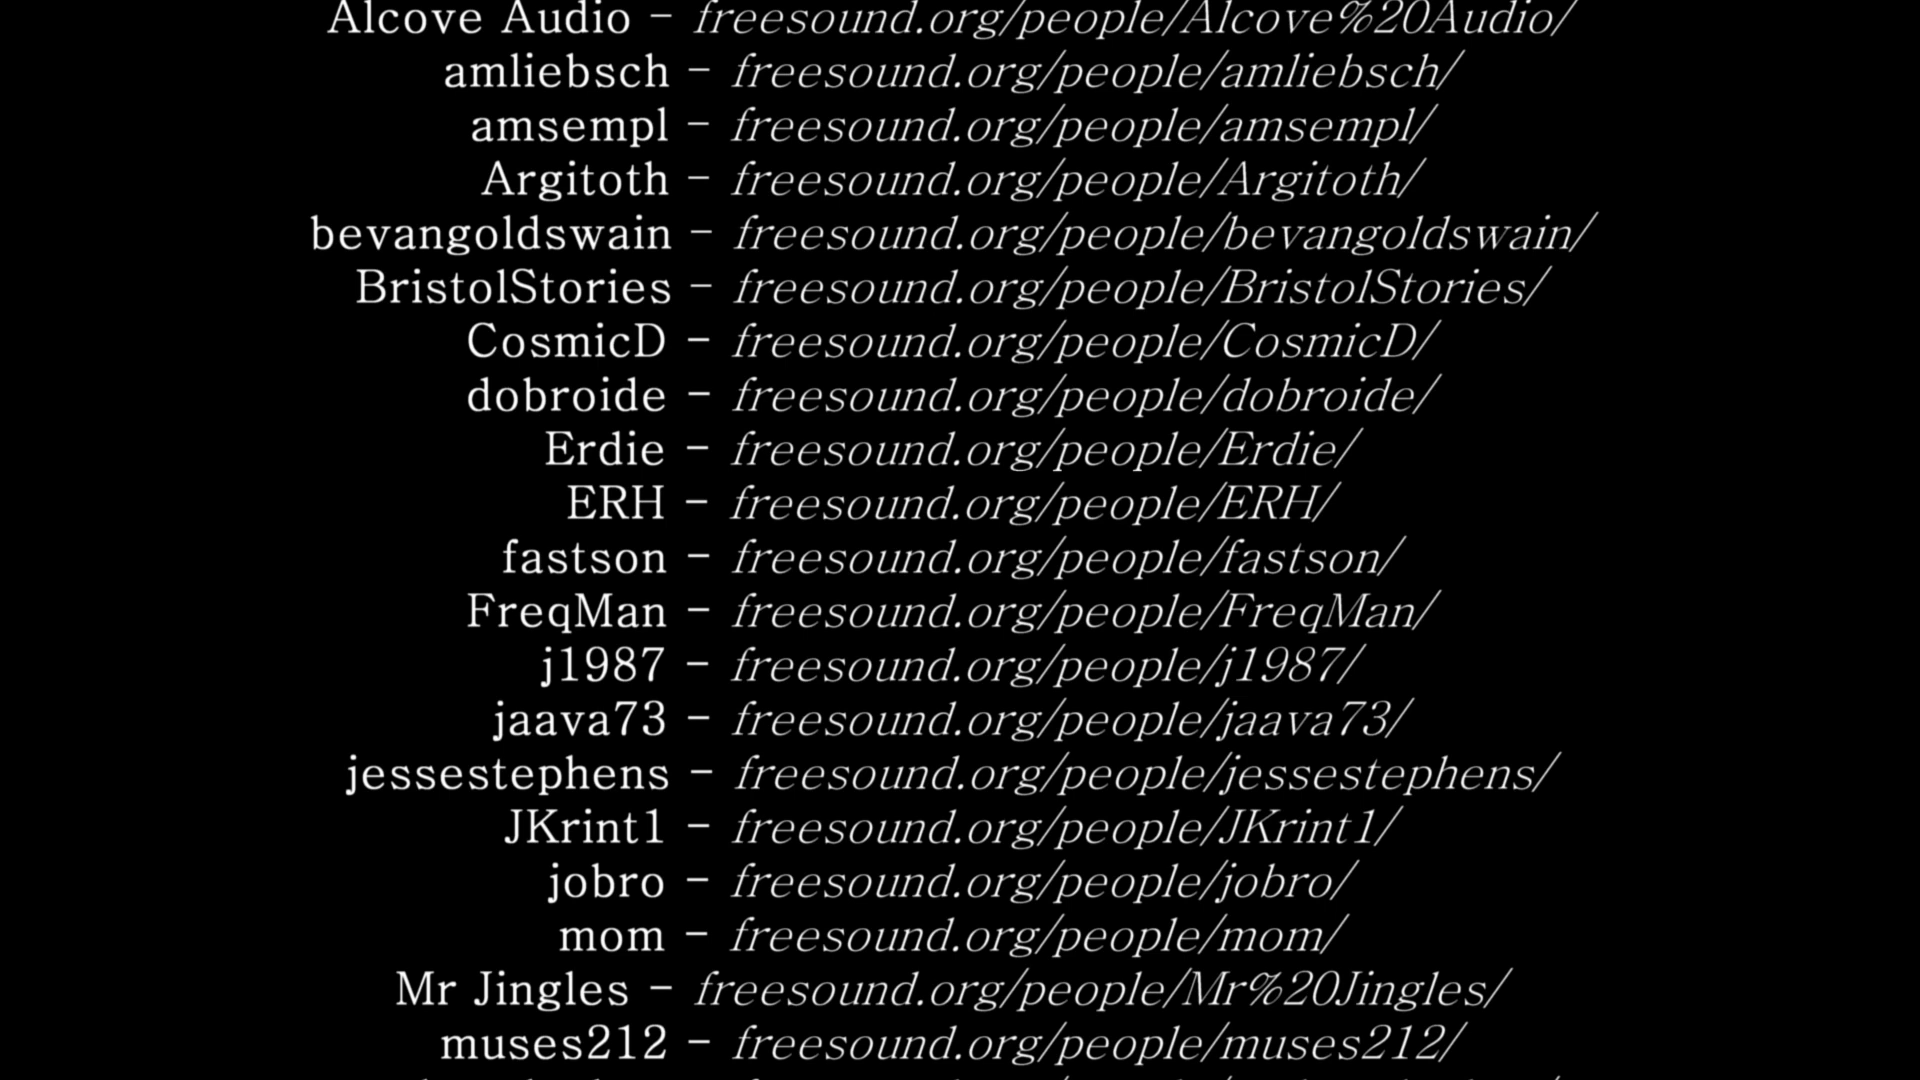 Alcove Audio - freesound.org/people/Alcove%20Audio/
amliebsch - freesound.org/people/amliebsch/
amsempl - freesound.org/people/amsempl/
Argitoth - freesound.org/people/Argitoth/
bevangoldswain - freesound.org/people/bevangoldswain/
BristolStories - freesound.org/people/BristolStories/
CosmicD - freesound.org/people/CosmicD/
dobroide - freesound.org/people/dobroide/
Erdie - freesound.org/people/Erdie/
ERH - freesound.org/people/ERH/
fastson - freesound.org/people/fastson/
FreqMan - freesound.org/people/FreqMan/
j1987 - freesound.org/people/j1987/
jaava73 - freesound.org/people/jaava73/
jessestephens - freesound.org/people/jessestephens/
JKrint1 - freesound.org/people/JKrint1/
jobro - freesound.org/people/jobro/
mom - freesound.org/people/mom/
Mr Jingles - freesound.org/people/Mr%20Jingles/
muses212 - freesound.org/people/muses212/